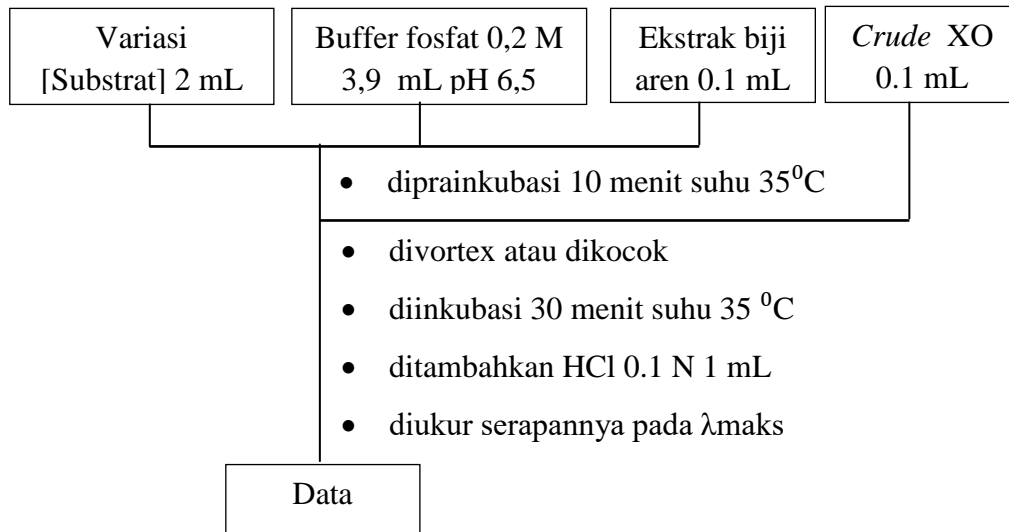 Variasi
[Substrat] 2 mL
Buffer fosfat 0,2 M
3,9 mL pH 6,5
Ekstrak biji
aren 0.1 mL
Crude XO
0.1 mL
• diprainkubasi 10 menit suhu 35⁰C
• divortex atau dikocok
• diinkubasi 30 menit suhu 35 ⁰C
• ditambahkan HCl 0.1 N 1 mL
• diukur serapannya pada λmaks
Data